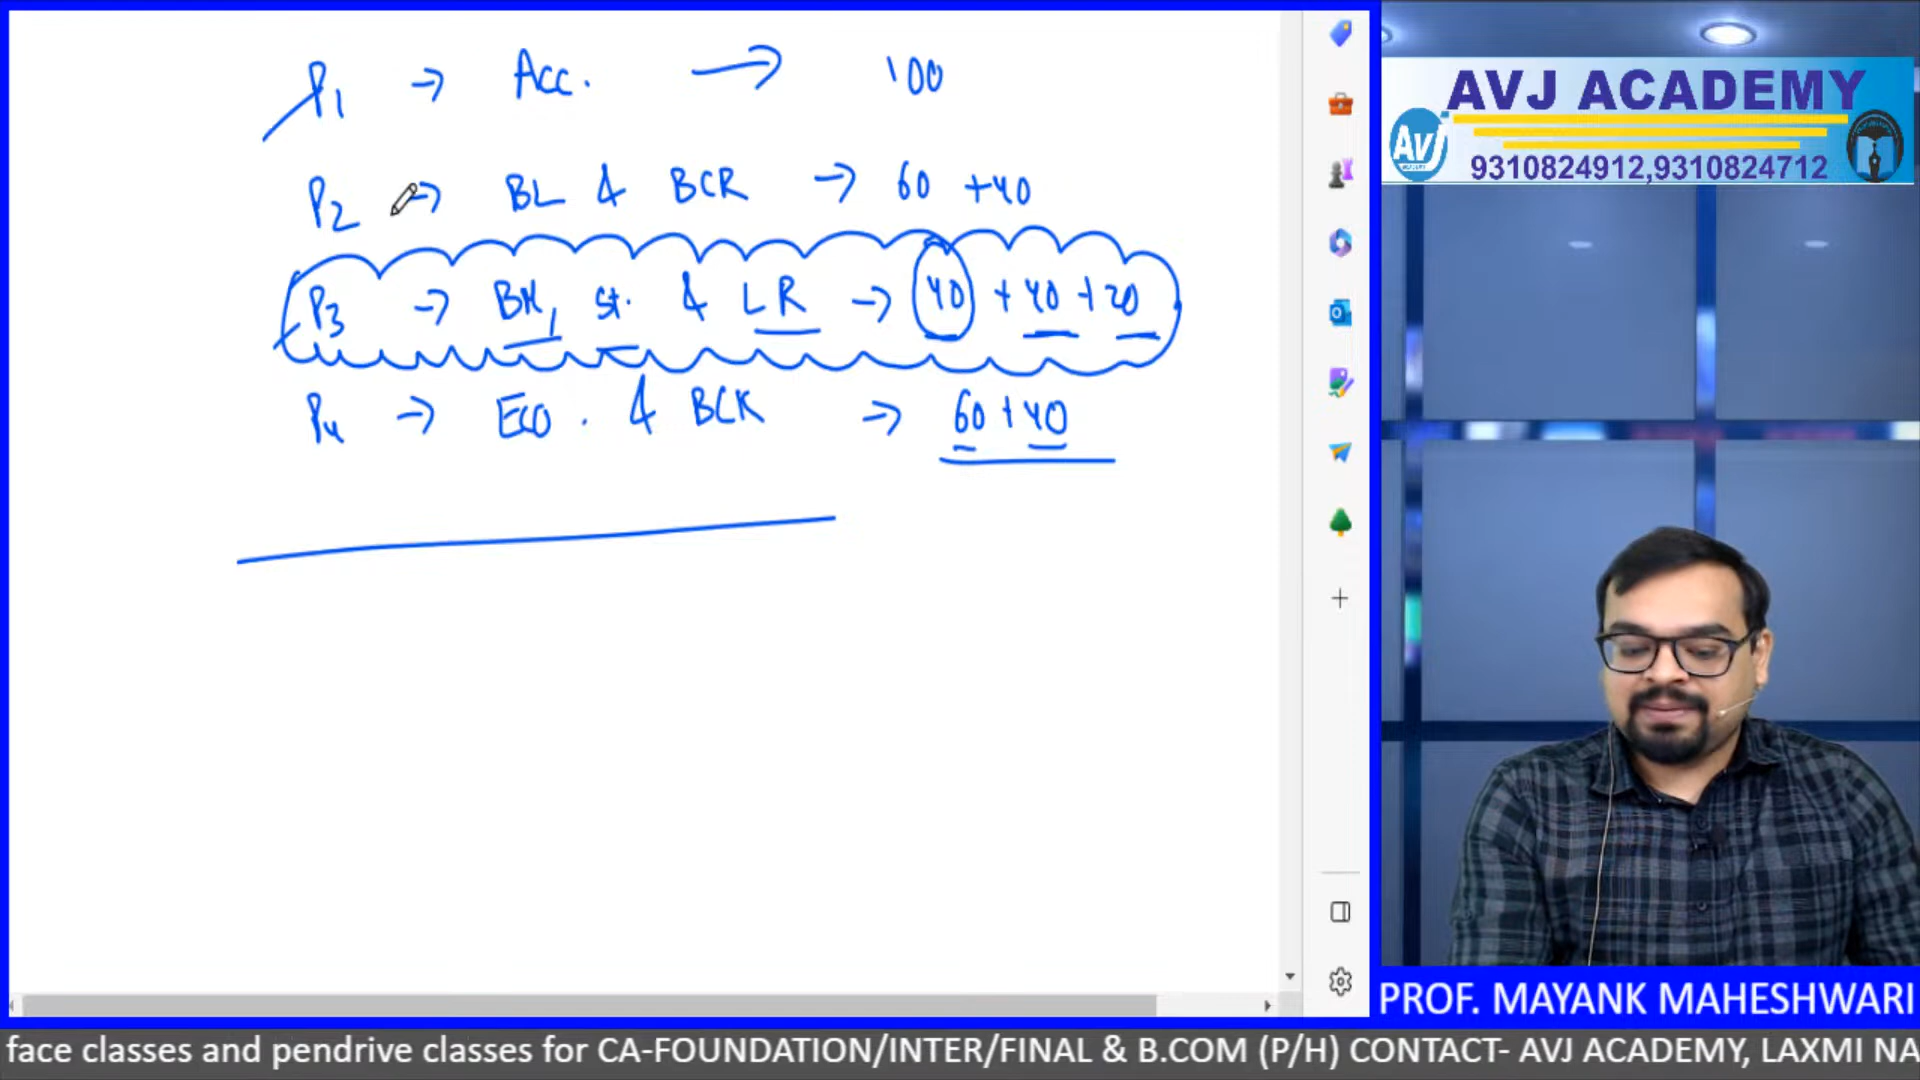 P1 → Acc. → 100
P2 → BL & BCR → 60 + 40
P3 → BM, St. & LR → 40 + 40 + 20
P4 → Eco. & BCK → 60 + 40
AVJ ACADEMY
AVJ
9310824912,9310824712
PROF. MAYANK MAHESHWARI
face classes and pendrive classes for CA-FOUNDATION/INTER/FINAL & B.COM (P/H) CONTACT- AVJ ACADEMY, LAXMI NA